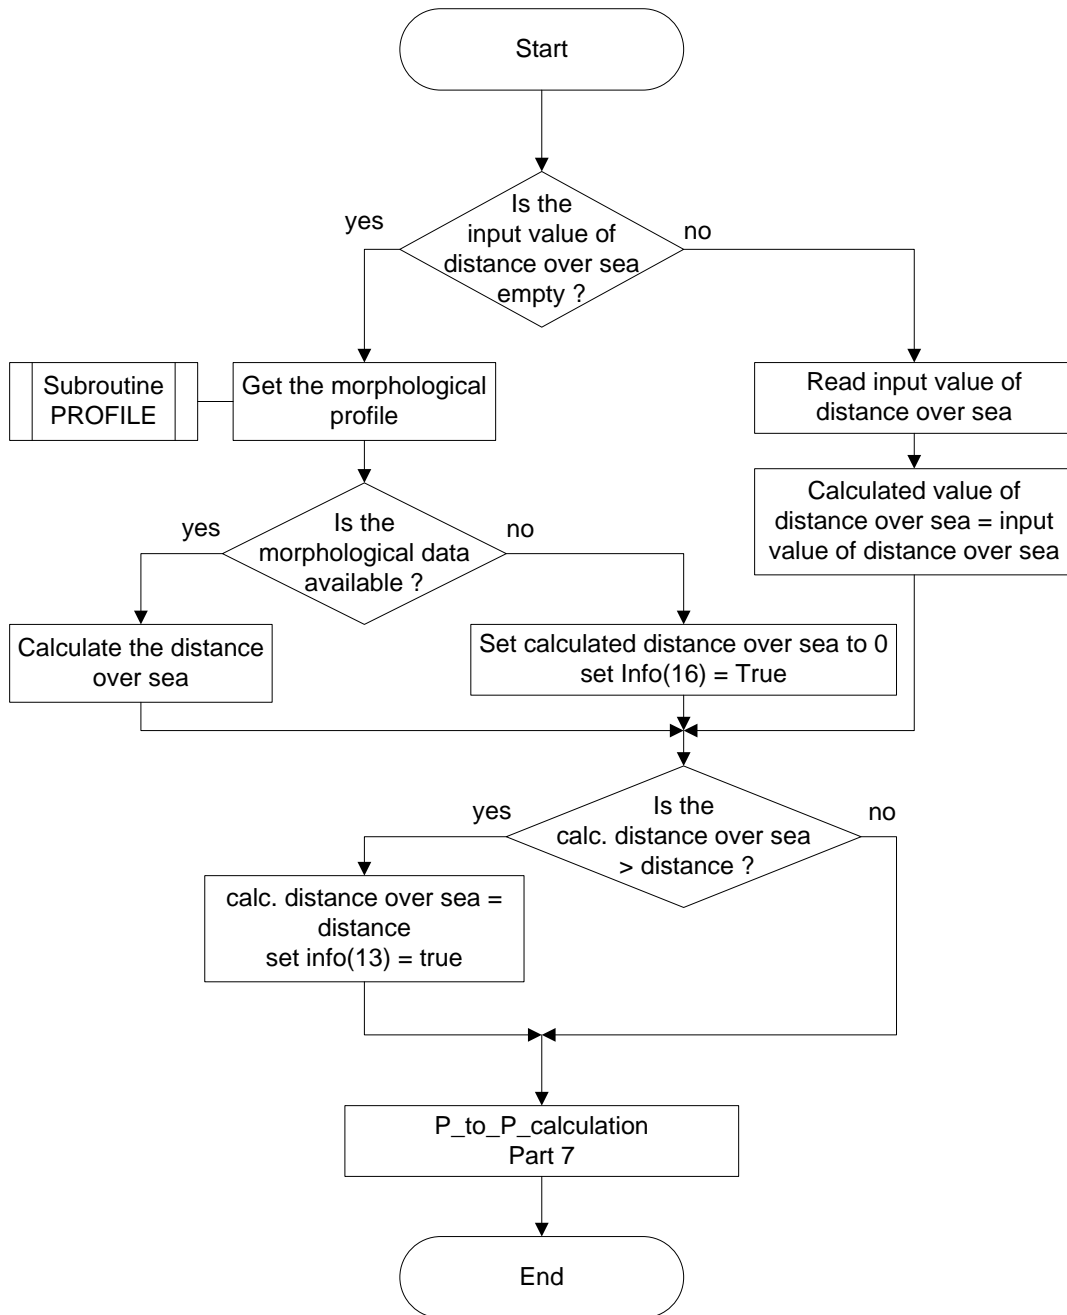 Start
Is the
input value of
distance over sea
empty ?
yes
no
Subroutine
PROFILE
Get the morphological
profile
Read input value of
distance over sea
Calculated value of
distance over sea = input
value of distance over sea
Is the
morphological data
available ?
yes
no
Calculate the distance
over sea
Set calculated distance over sea to 0
set Info(16) = True
Is the
calc. distance over sea
> distance ?
yes
no
calc. distance over sea =
distance
set info(13) = true
P_to_P_calculation
Part 7
End